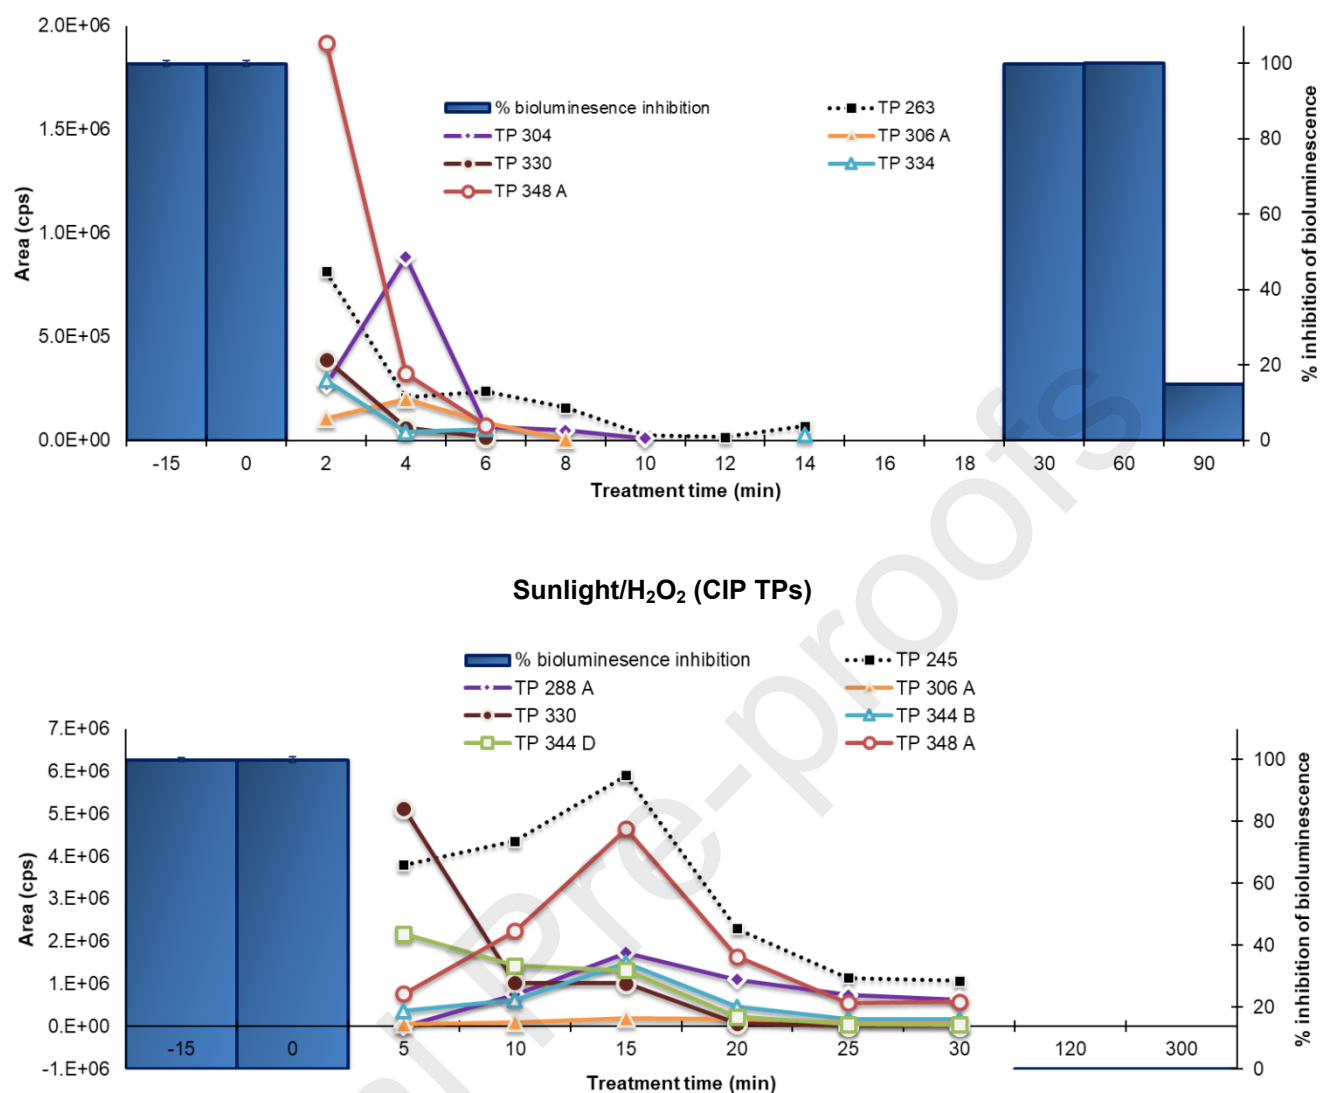 2.0E+06
1.5E+06
1.0E+06
5.0E+05
0.0E+00
Area (cps)
% bioluminesence inhibition
TP 263
TP 304
TP 306 A
TP 330
TP 334
TP 348 A
100
80
60
40
20
0
% inhibition of bioluminescence
-15 0 2 4 6 8 10 12 14 16 18 30 60 90
Treatment time (min)
Sunlight/H₂O₂ (CIP TPs)
% bioluminesence inhibition
TP 245
TP 288 A
TP 306 A
TP 330
TP 344 B
TP 344 D
TP 348 A
7.E+06
6.E+06
5.E+06
4.E+06
3.E+06
2.E+06
1.E+06
0.E+00
-1.E+06
Area (cps)
100
80
60
40
20
0
% inhibition of bioluminescence
-15 0 5 10 15 20 25 30 120 300
Treatment time (min)
Pre-proofs